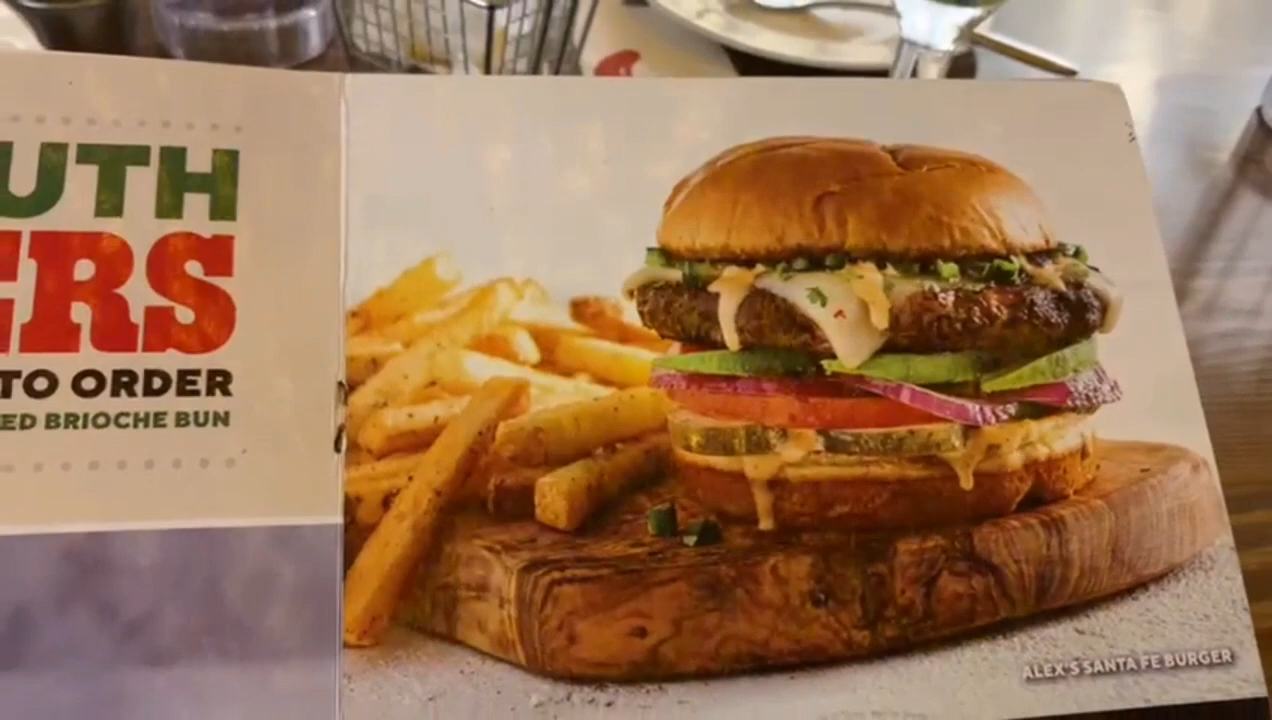 UTH
ERS
TO ORDER
ED BRIOCHE BUN
ALEX'S SANTA FE BURGER